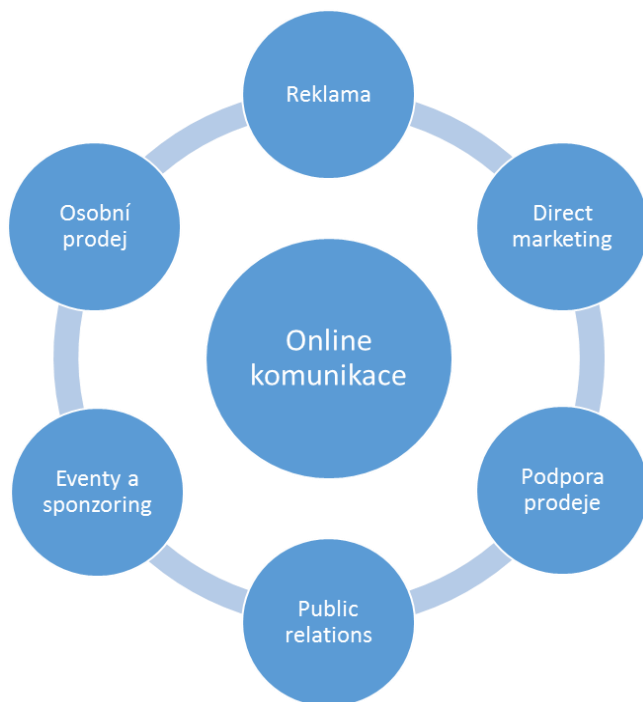 Reklama
Direct
marketing
Podpora
prodeje
Public
relations
Eventy a
sponzoring
Osobní
prodej
Online
komunikace